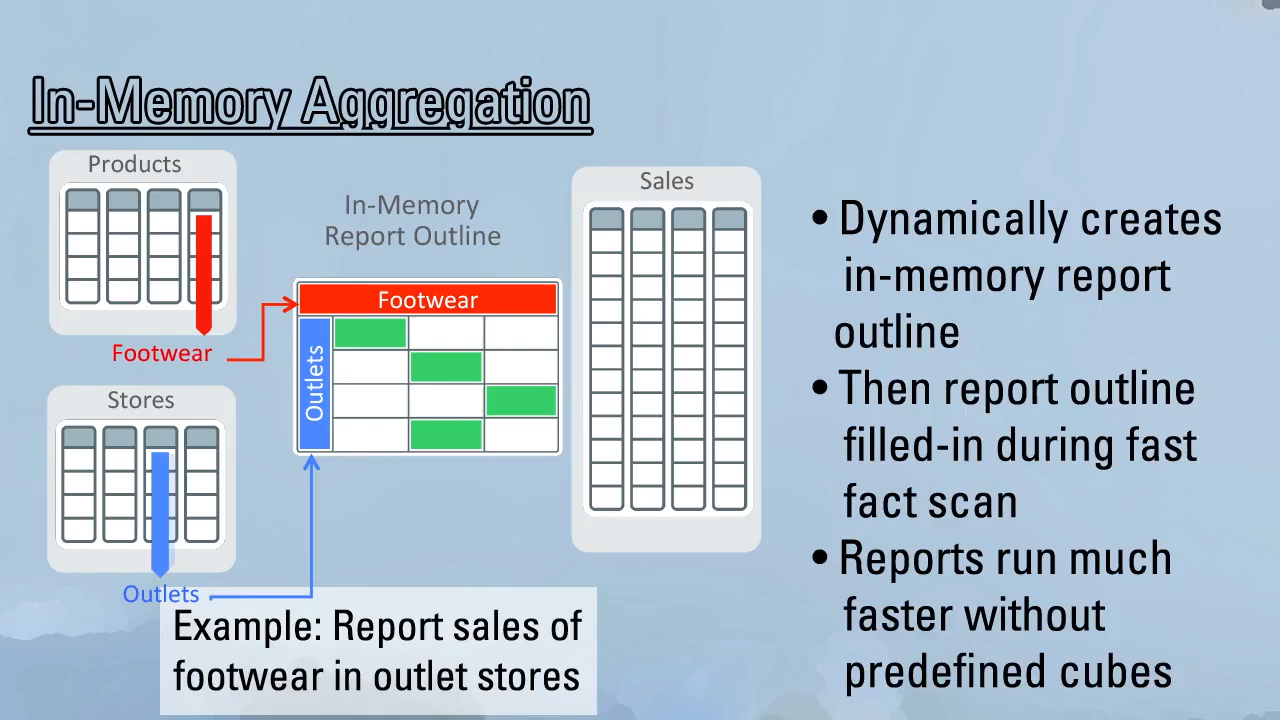 In-Memory Aggregation
Products
Footwear
Stores
Outlets
In-Memory
Report Outline
Footwear
Outlets
Sales
Example: Report sales of
footwear in outlet stores
• Dynamically creates
in-memory report
outline
• Then report outline
filled-in during fast
fact scan
• Reports run much
faster without
predefined cubes